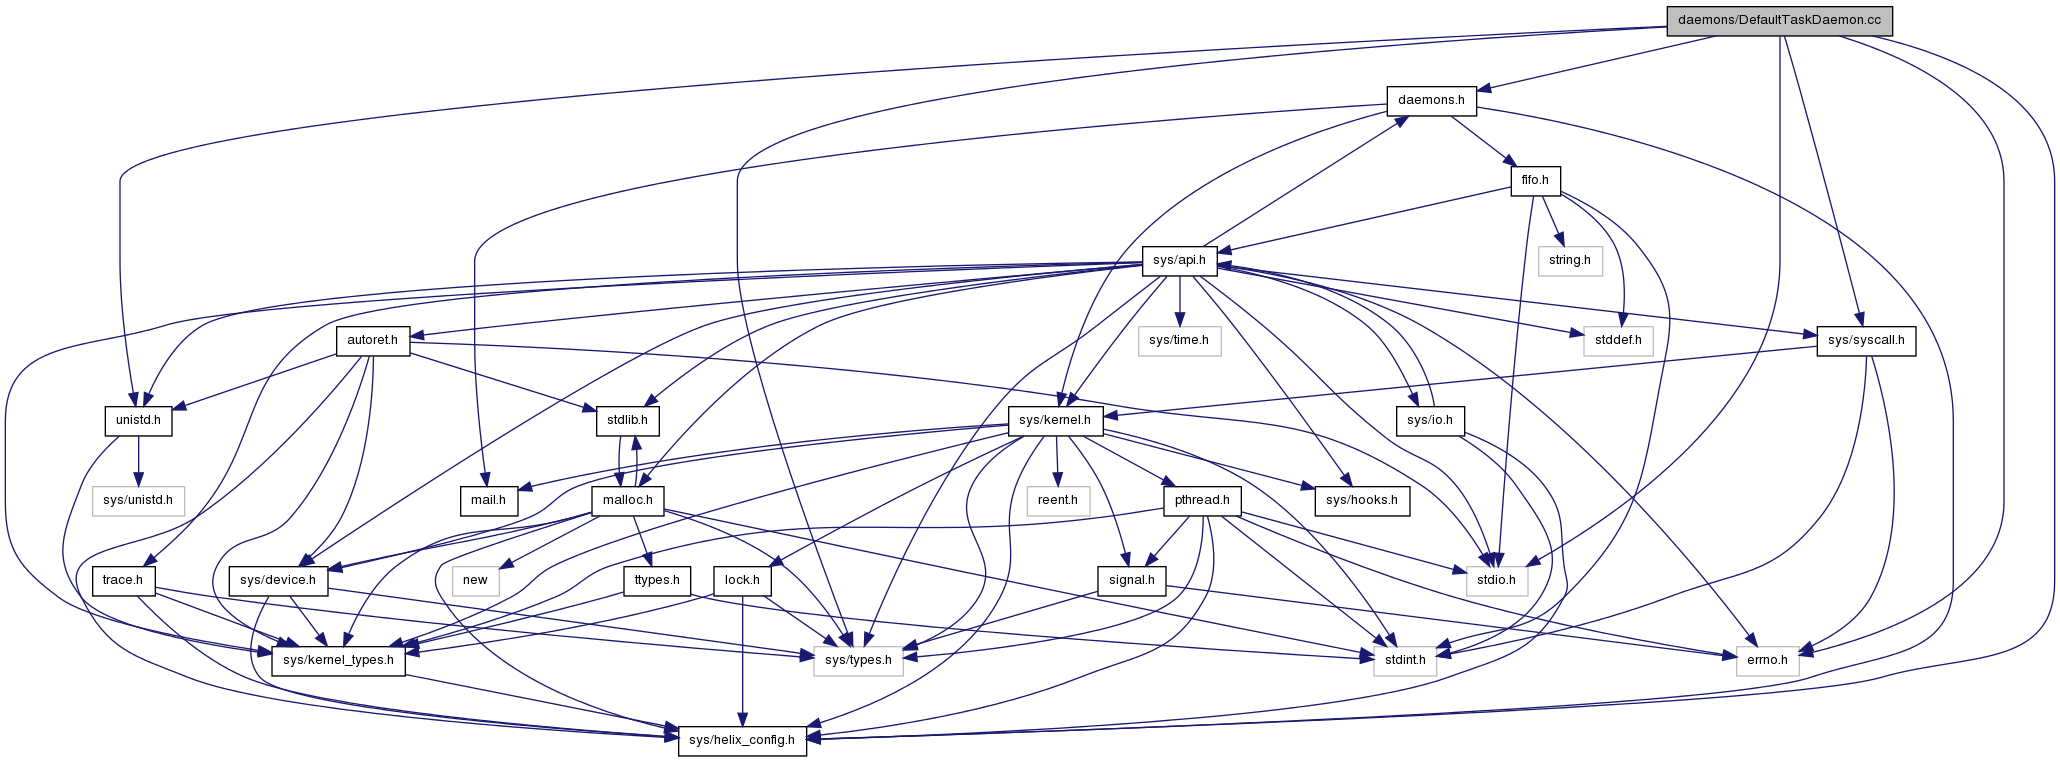 daemons/DefaultTaskDaemon.cc
daemons.h
fifo.h
sys/api.h
string.h
autoret.h
sys/time.h
stddef.h
sys/syscall.h
unistd.h
stdlib.h
sys/kernel.h
sys/io.h
sys/unistd.h
mail.h
malloc.h
reent.h
pthread.h
sys/hooks.h
trace.h
sys/device.h
new
ttypes.h
lock.h
signal.h
stdio.h
sys/kernel_types.h
sys/types.h
stdint.h
errno.h
sys/helix_config.h